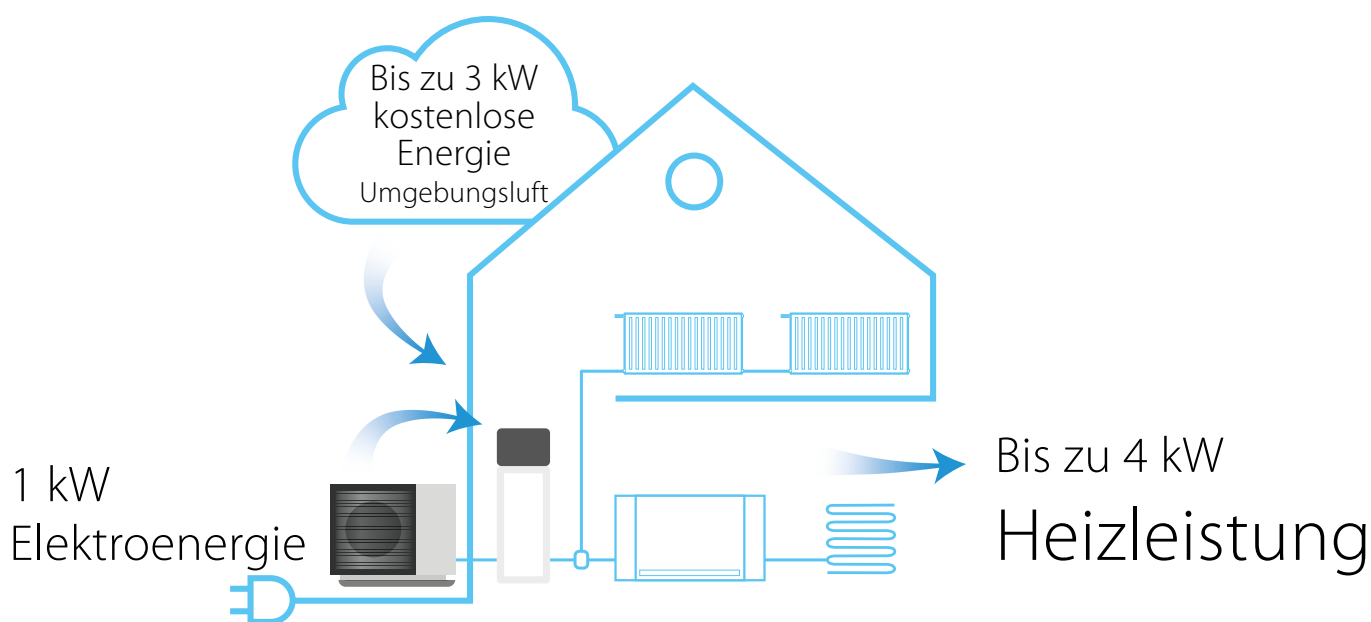 Bis zu 3 kW
kostenlose
Energie
Umgebungsluft
1 kW
Elektroenergie
Bis zu 4 kW
Heizleistung